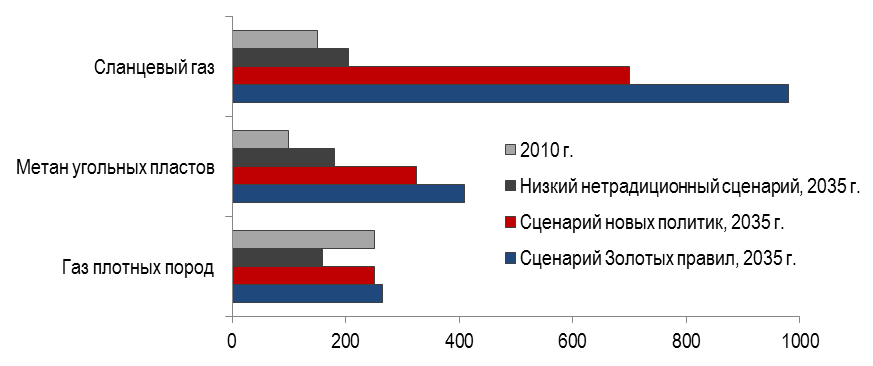 Сланцевый газ
Метан угольных пластов
Газ плотных пород
2010 г.
Низкий нетрадиционный сценарий, 2035 г.
Сценарий новых политик, 2035 г.
Сценарий Золотых правил, 2035 г.
0 200 400 600 800 1000